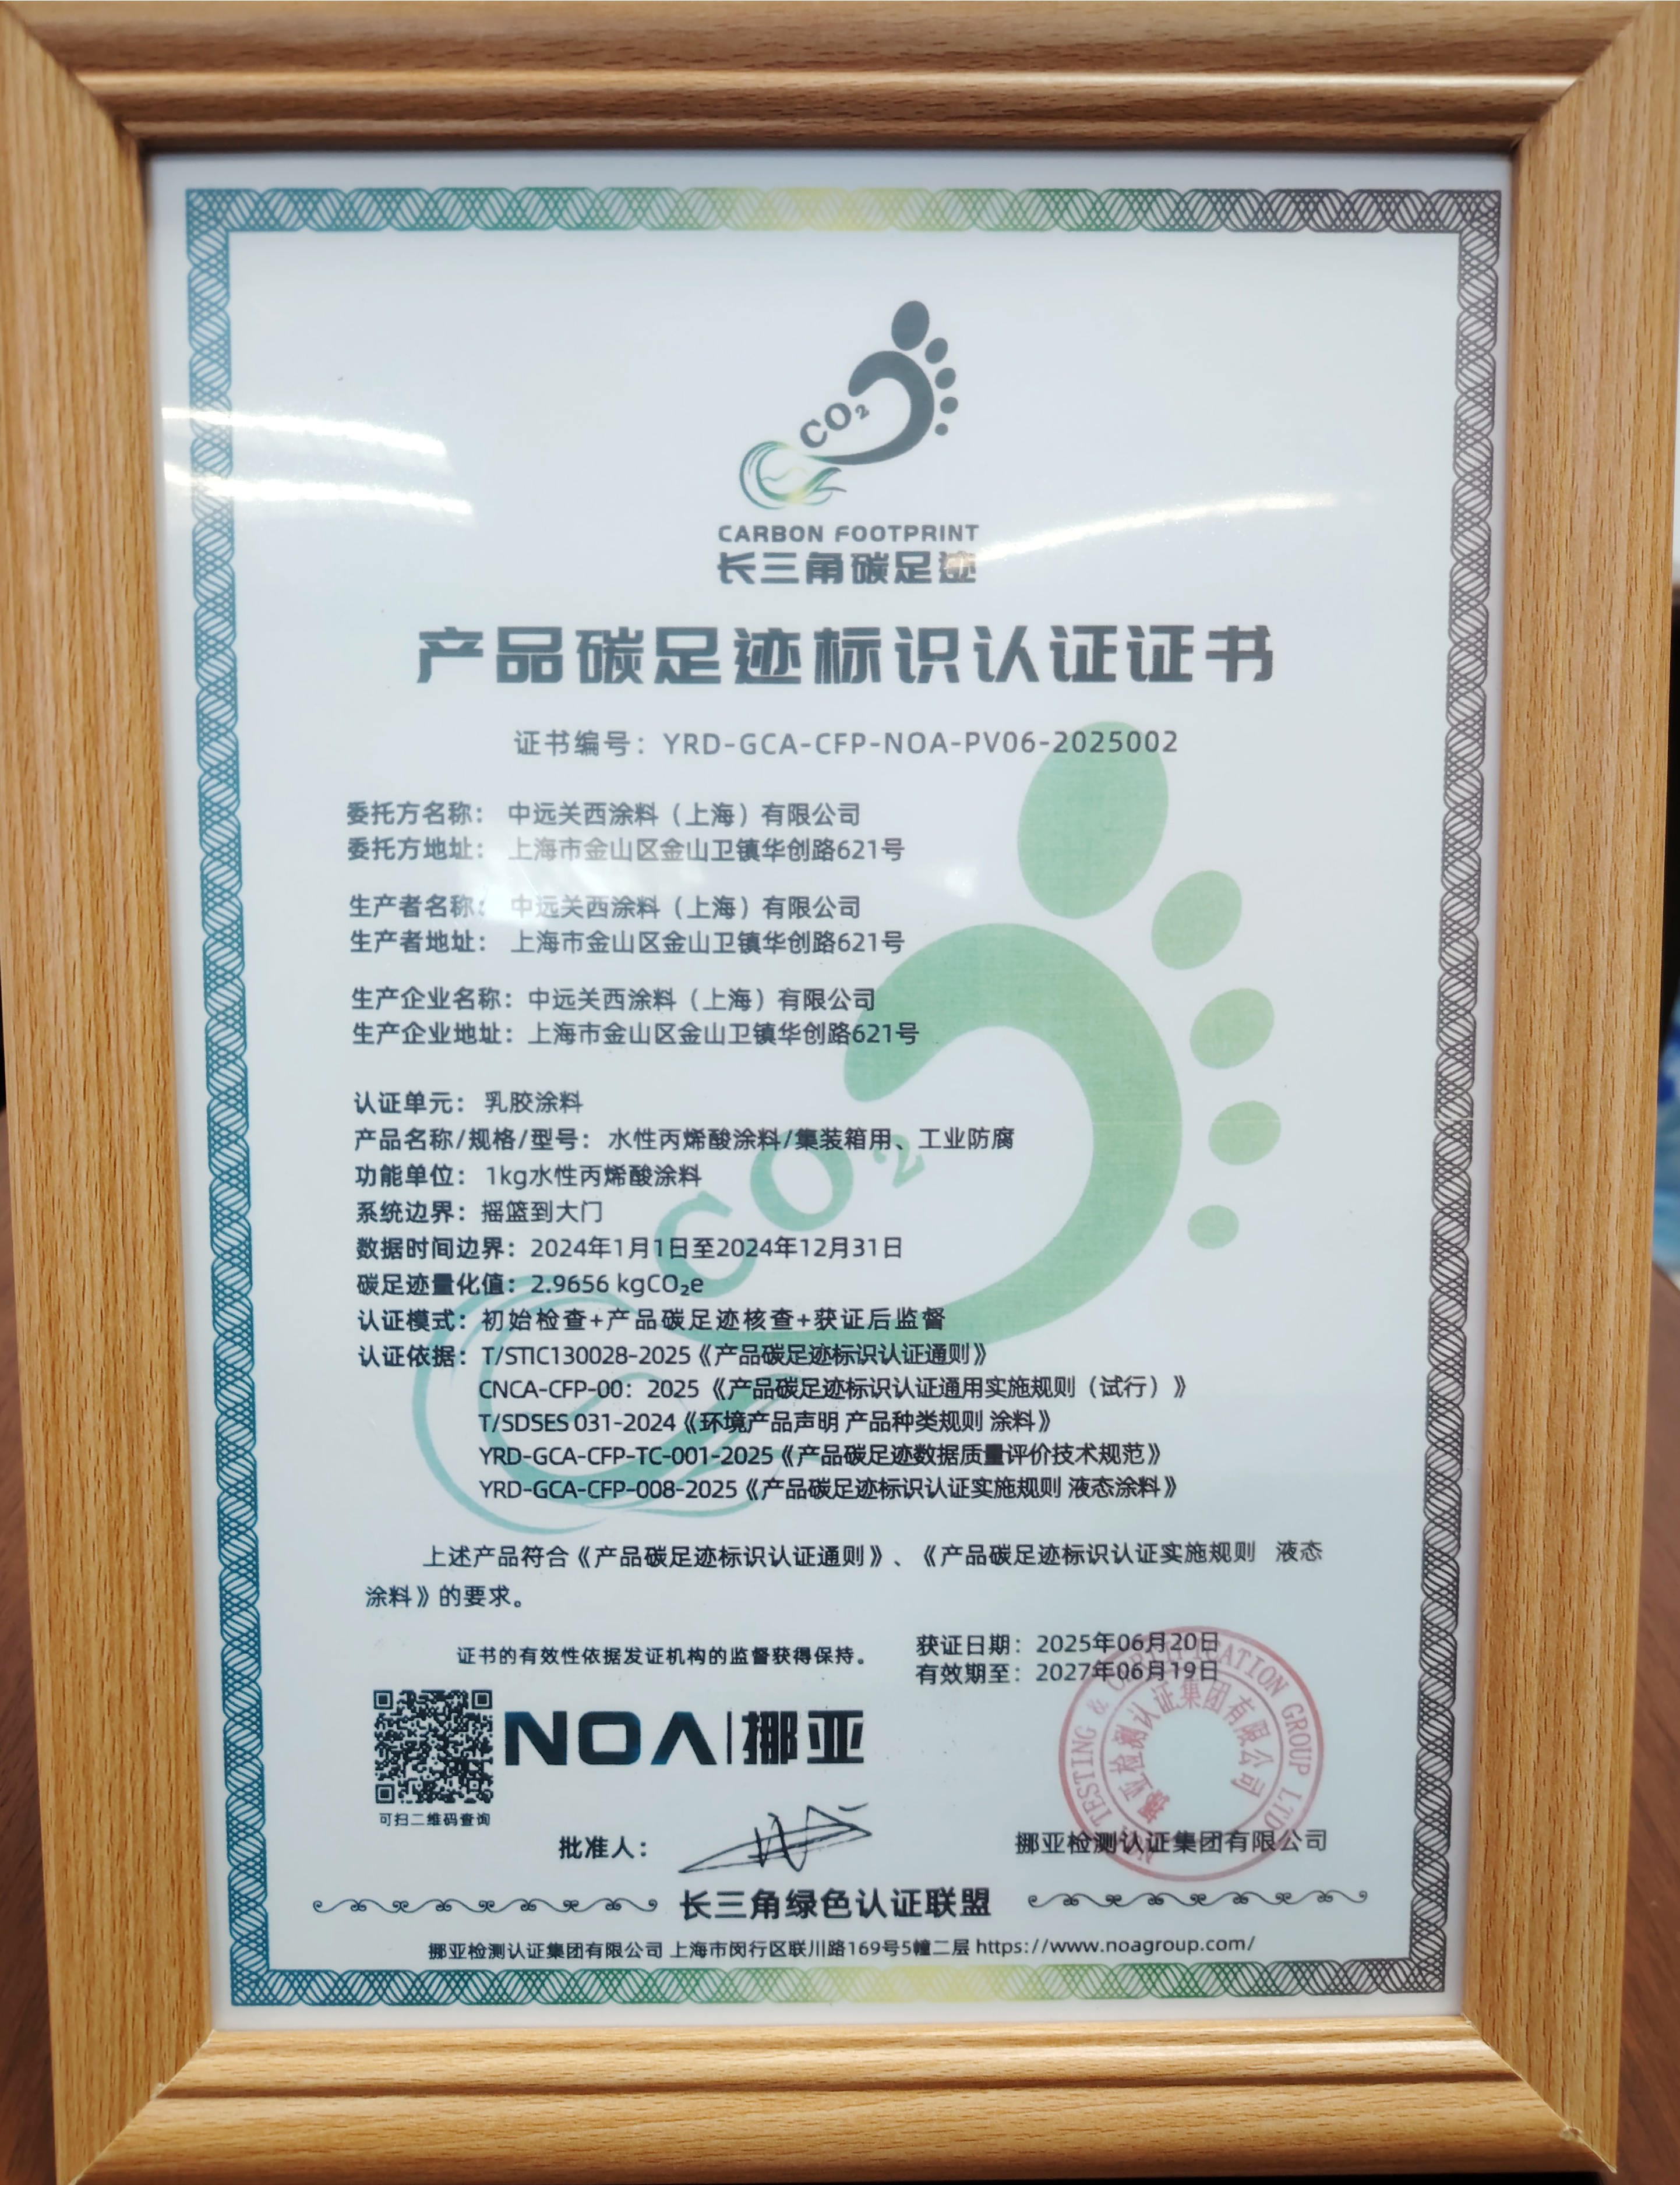 CO₂
CARBON FOOTPRINT
长三角碳足迹
产品碳足迹标识认证证书
证书编号：YRD-GCA-CFP-NOA-PV06-2025002
委托方名称：中远关西涂料（上海）有限公司
委托方地址：上海市金山区金山卫镇华创路621号
生产者名称：中远关西涂料（上海）有限公司
生产者地址：上海市金山区金山卫镇华创路621号
生产企业名称：中远关西涂料（上海）有限公司
生产企业地址：上海市金山区金山卫镇华创路621号
认证单元：乳胶涂料
产品名称/规格/型号：水性丙烯酸涂料/集装箱用、工业防腐
功能单位：1kg水性丙烯酸涂料
系统边界：摇篮到大门
数据时间边界：2024年1月1日至2024年12月31日
碳足迹量化值：2.9656 kgCO₂e
认证模式：初始检查+产品碳足迹核查+获证后监督
认证依据：T/STIC130028-2025《产品碳足迹标识认证通则》
CNCA-CFP-00：2025《产品碳足迹标识认证通用实施规则（试行）》
T/SDSES 031-2024《环境产品声明 产品种类规则 涂料》
YRD-GCA-CFP-TC-001-2025《产品碳足迹数据质量评价技术规范》
YRD-GCA-CFP-008-2025《产品碳足迹标识认证实施规则 液态涂料》
CO₂
上述产品符合《产品碳足迹标识认证通则》、《产品碳足迹标识认证实施规则 液态
涂料》的要求。
证书的有效性依据发证机构的监督获得保持。
获证日期：2025年06月20日
有效期至：2027年06月19日
NOA|挪亚
可扫二维码查询
批准人：
NOA TESTING & CERTIFICATION GROUP LTD.
挪亚检测认证集团有限公司
挪亚检测认证集团有限公司
长三角绿色认证联盟
挪亚检测认证集团有限公司 上海市闵行区联川路169号5幢二层 https://www.noagroup.com/